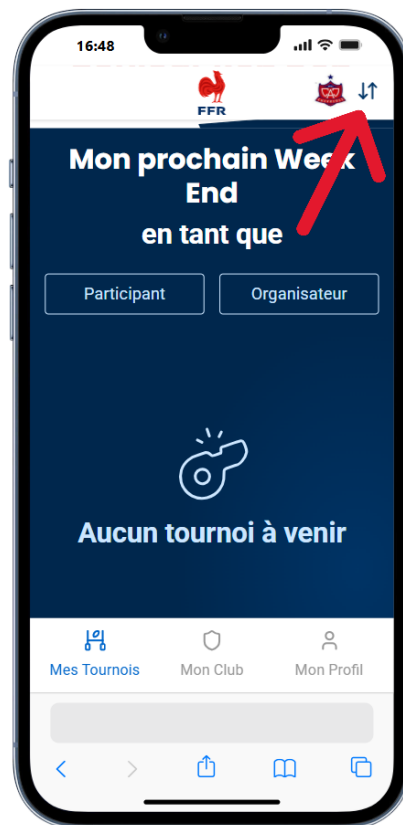 16:48
FFR
Mon prochain Week
End
en tant que
Participant
Organisateur
Aucun tournoi à venir
Mes Tournois
Mon Club
Mon Profil